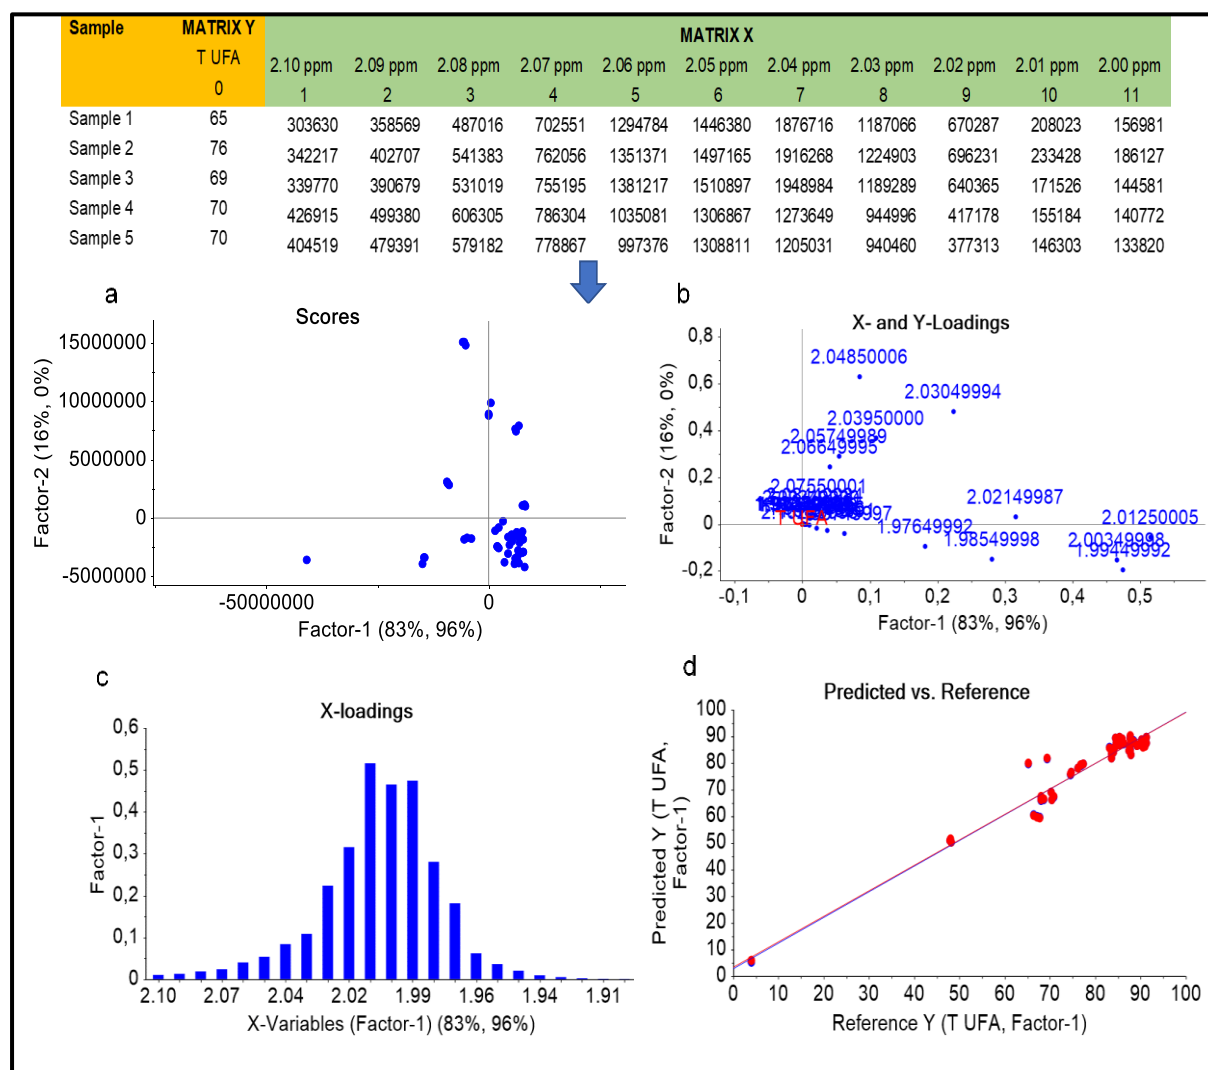 Sample MATRIX Y MATRIX X
T UFA 2.10 ppm 2.09 ppm 2.08 ppm 2.07 ppm 2.06 ppm 2.05 ppm 2.04 ppm 2.03 ppm 2.02 ppm 2.01 ppm 2.00 ppm
0 1 2 3 4 5 6 7 8 9 10 11
Sample 1 65 303630 358569 487016 702551 1294784 1446380 1876716 1187066 670287 208023 156981
Sample 2 76 342217 402707 541383 762056 1351371 1497165 1916268 1224903 696231 233428 186127
Sample 3 69 339770 390679 531019 755195 1381217 1510897 1948984 1189289 640365 171526 144581
Sample 4 70 426915 499380 606305 786304 1035081 1306867 1273649 944996 417178 155184 140772
Sample 5 70 404519 479391 579182 778867 997376 1308811 1205031 940460 377313 146303 133820
a
Scores
Factor-2 (16%, 0%)
15000000
10000000
5000000
0
-5000000
-50000000 0
Factor-1 (83%, 96%)
b
X- and Y-Loadings
Factor-2 (16%, 0%)
0,8
0,6
0,4
0,2
0
-0,2
2.04850006
2.03049994
2.03950000
2.05749989
2.06649995
2.07550001
2.02149987
T UFA
2.01250005
1.97649992
2.00349998
1.98549998
1.99449992
-0,1 0 0,1 0,2 0,3 0,4 0,5
Factor-1 (83%, 96%)
c
X-loadings
Factor-1
0,6
0,5
0,4
0,3
0,2
0,1
0
2.10 2.07 2.04 2.02 1.99 1.96 1.94 1.91
X-Variables (Factor-1) (83%, 96%)
d
Predicted vs. Reference
Predicted Y (T UFA,
Factor-1)
100
90
80
70
60
50
40
30
20
10
0
0 10 20 30 40 50 60 70 80 90 100
Reference Y (T UFA, Factor-1)